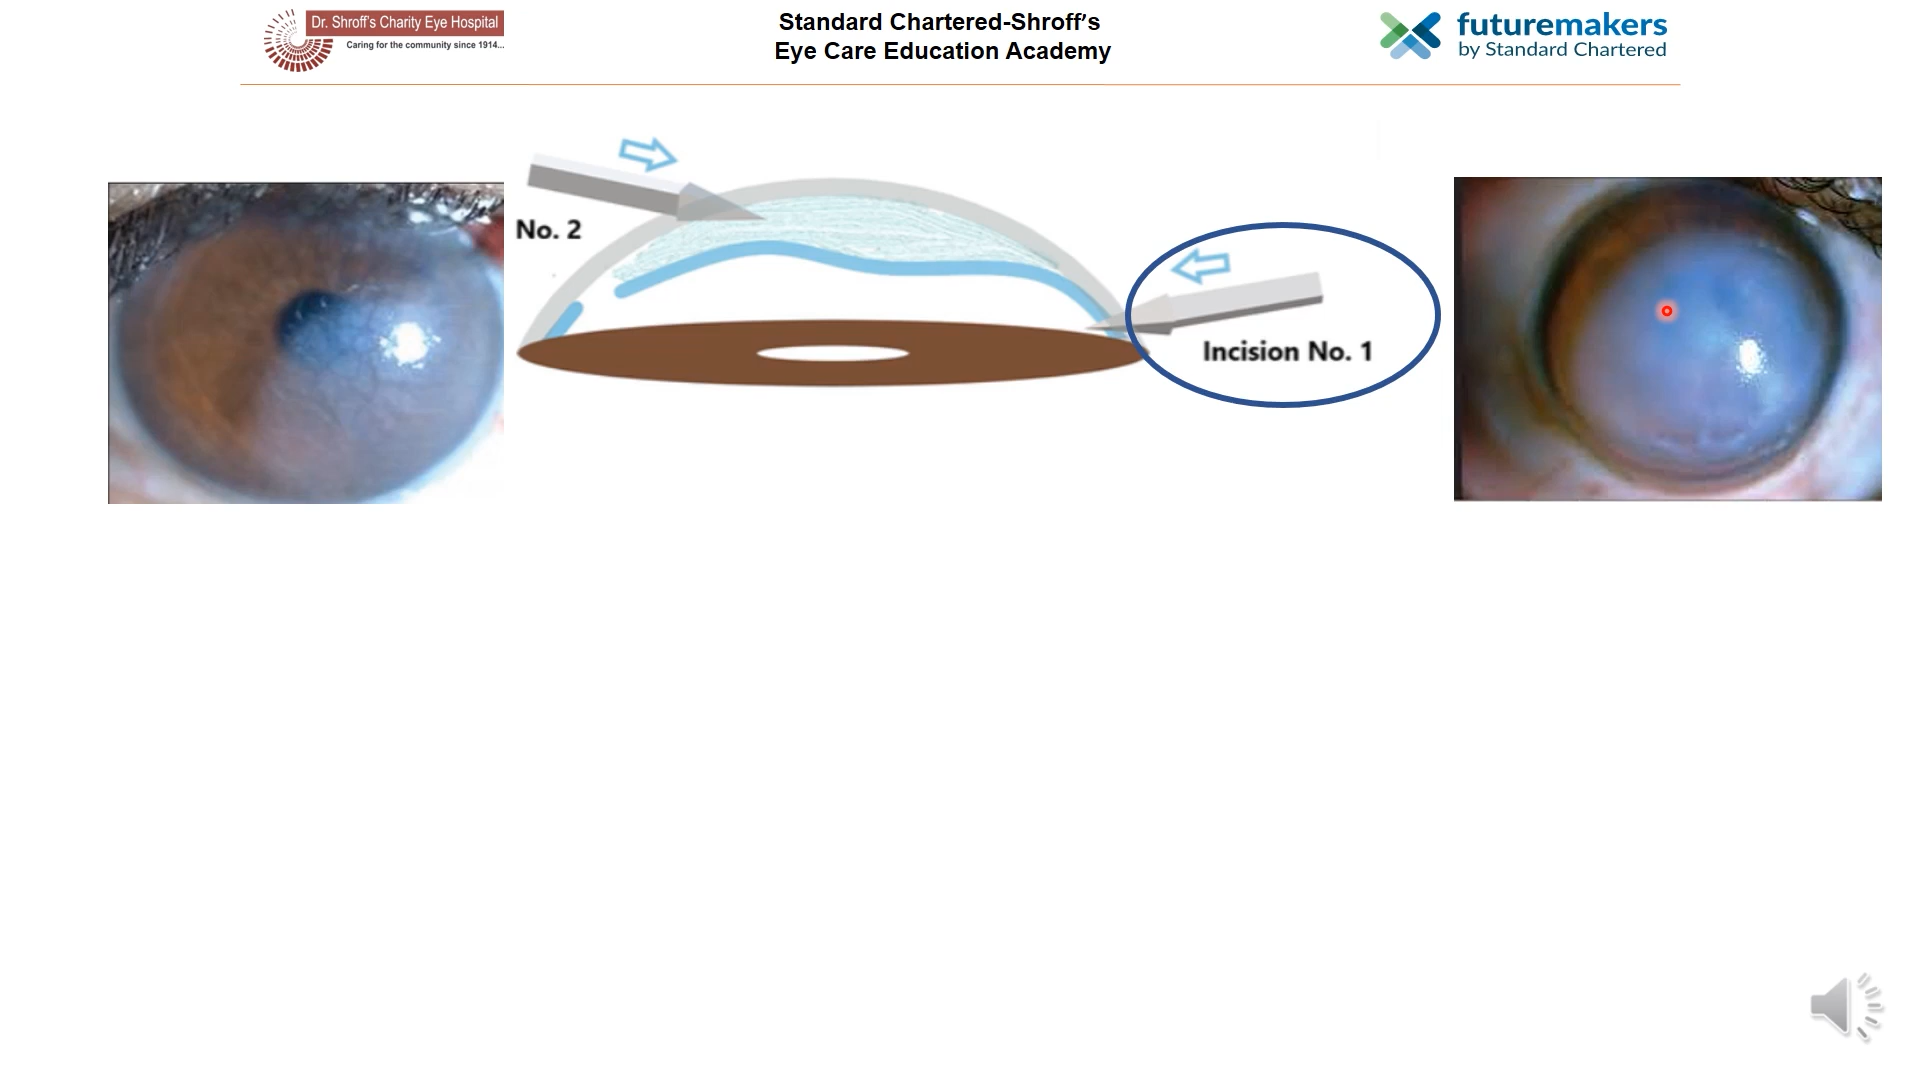 Dr. Shroff's Charity Eye Hospital
Caring for the community since 1914...
Standard Chartered-Shroff's
Eye Care Education Academy
futuremakers
by Standard Chartered
No. 2
Incision No. 1